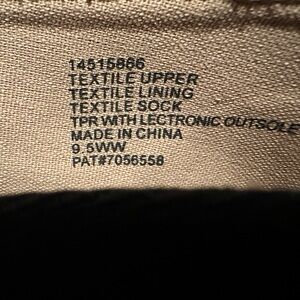 14515866
TEXTILE UPPER
TEXTILE LINING
TEXTILE SOCK
TPR WITH LECTRONIC OUTSOLE
MADE IN CHINA
9.5WW
PAT#7056558